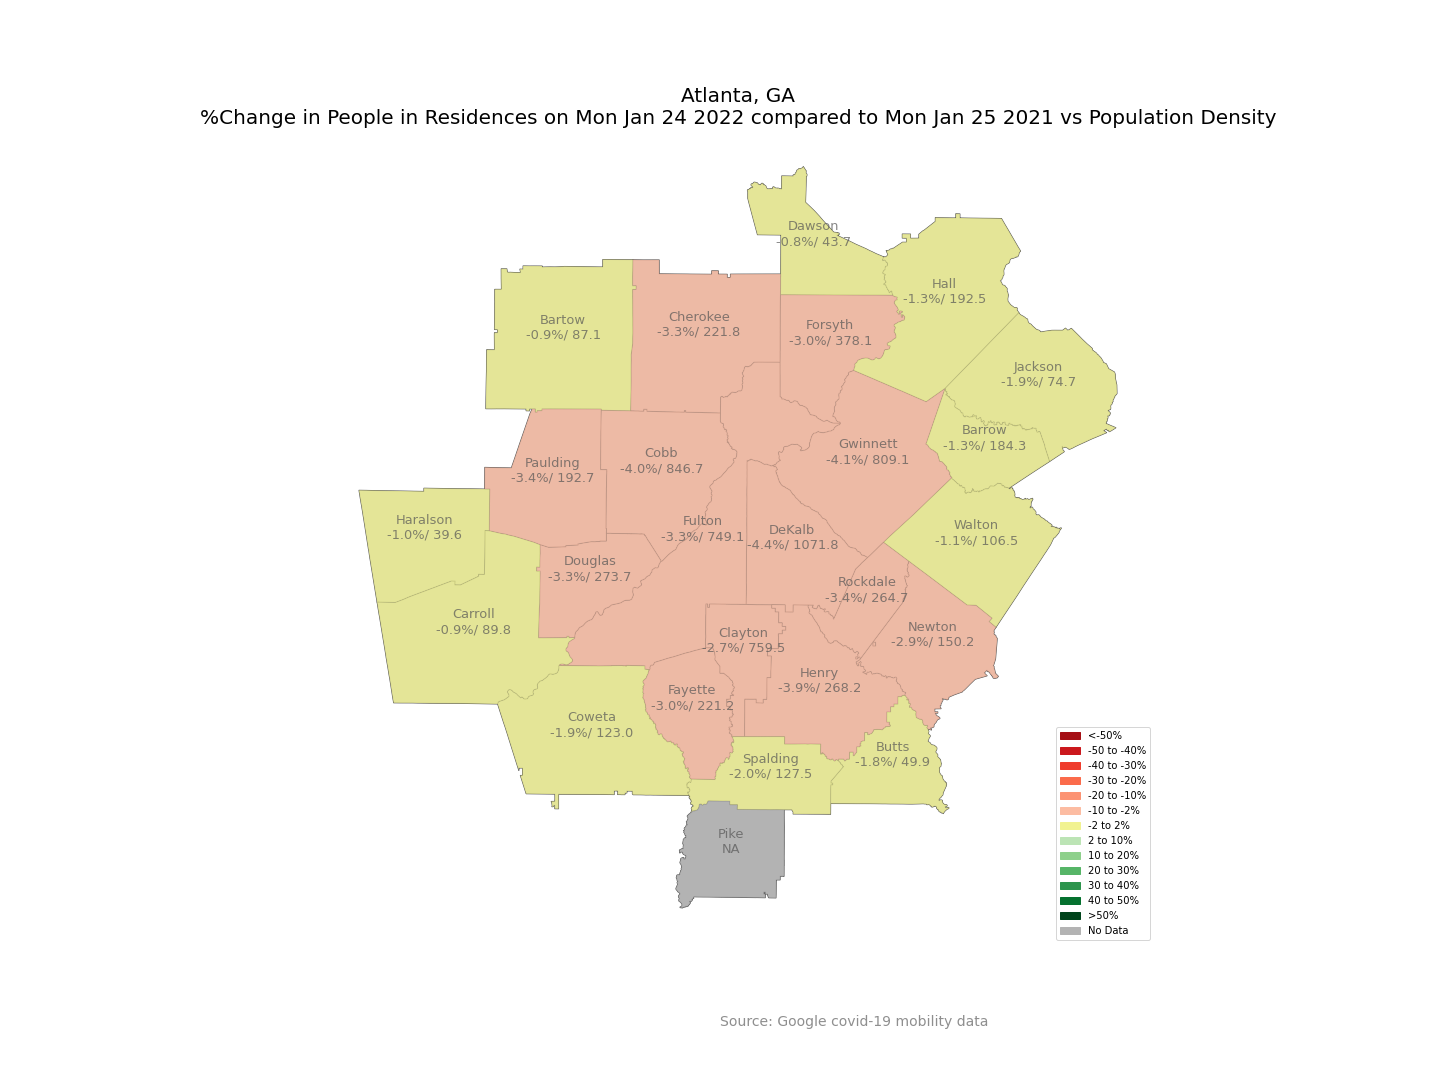 Atlanta, GA
%Change in People in Residences on Mon Jan 24 2022 compared to Mon Jan 25 2021 vs Population Density
Dawson
-0.8%/ 43.7
Hall
-1.3%/ 192.5
Bartow
-0.9%/ 87.1
Cherokee
-3.3%/ 221.8
Forsyth
-3.0%/ 378.1
Jackson
-1.9%/ 74.7
Barrow
-1.3%/ 184.3
Gwinnett
-4.1%/ 809.1
Cobb
-4.0%/ 846.7
Paulding
-3.4%/ 192.7
Haralson
-1.0%/ 39.6
Fulton
-3.3%/ 749.1
DeKalb
-4.4%/ 1071.8
Walton
-1.1%/ 106.5
Douglas
-3.3%/ 273.7
Rockdale
-3.4%/ 264.7
Carroll
-0.9%/ 89.8
Clayton
-2.7%/ 759.5
Newton
-2.9%/ 150.2
Henry
-3.9%/ 268.2
Fayette
-3.0%/ 221.2
Coweta
-1.9%/ 123.0
Butts
-1.8%/ 49.9
Spalding
-2.0%/ 127.5
Pike
NA
<-50%
-50 to -40%
-40 to -30%
-30 to -20%
-20 to -10%
-10 to -2%
-2 to 2%
2 to 10%
10 to 20%
20 to 30%
30 to 40%
40 to 50%
>50%
No Data
Source: Google covid-19 mobility data